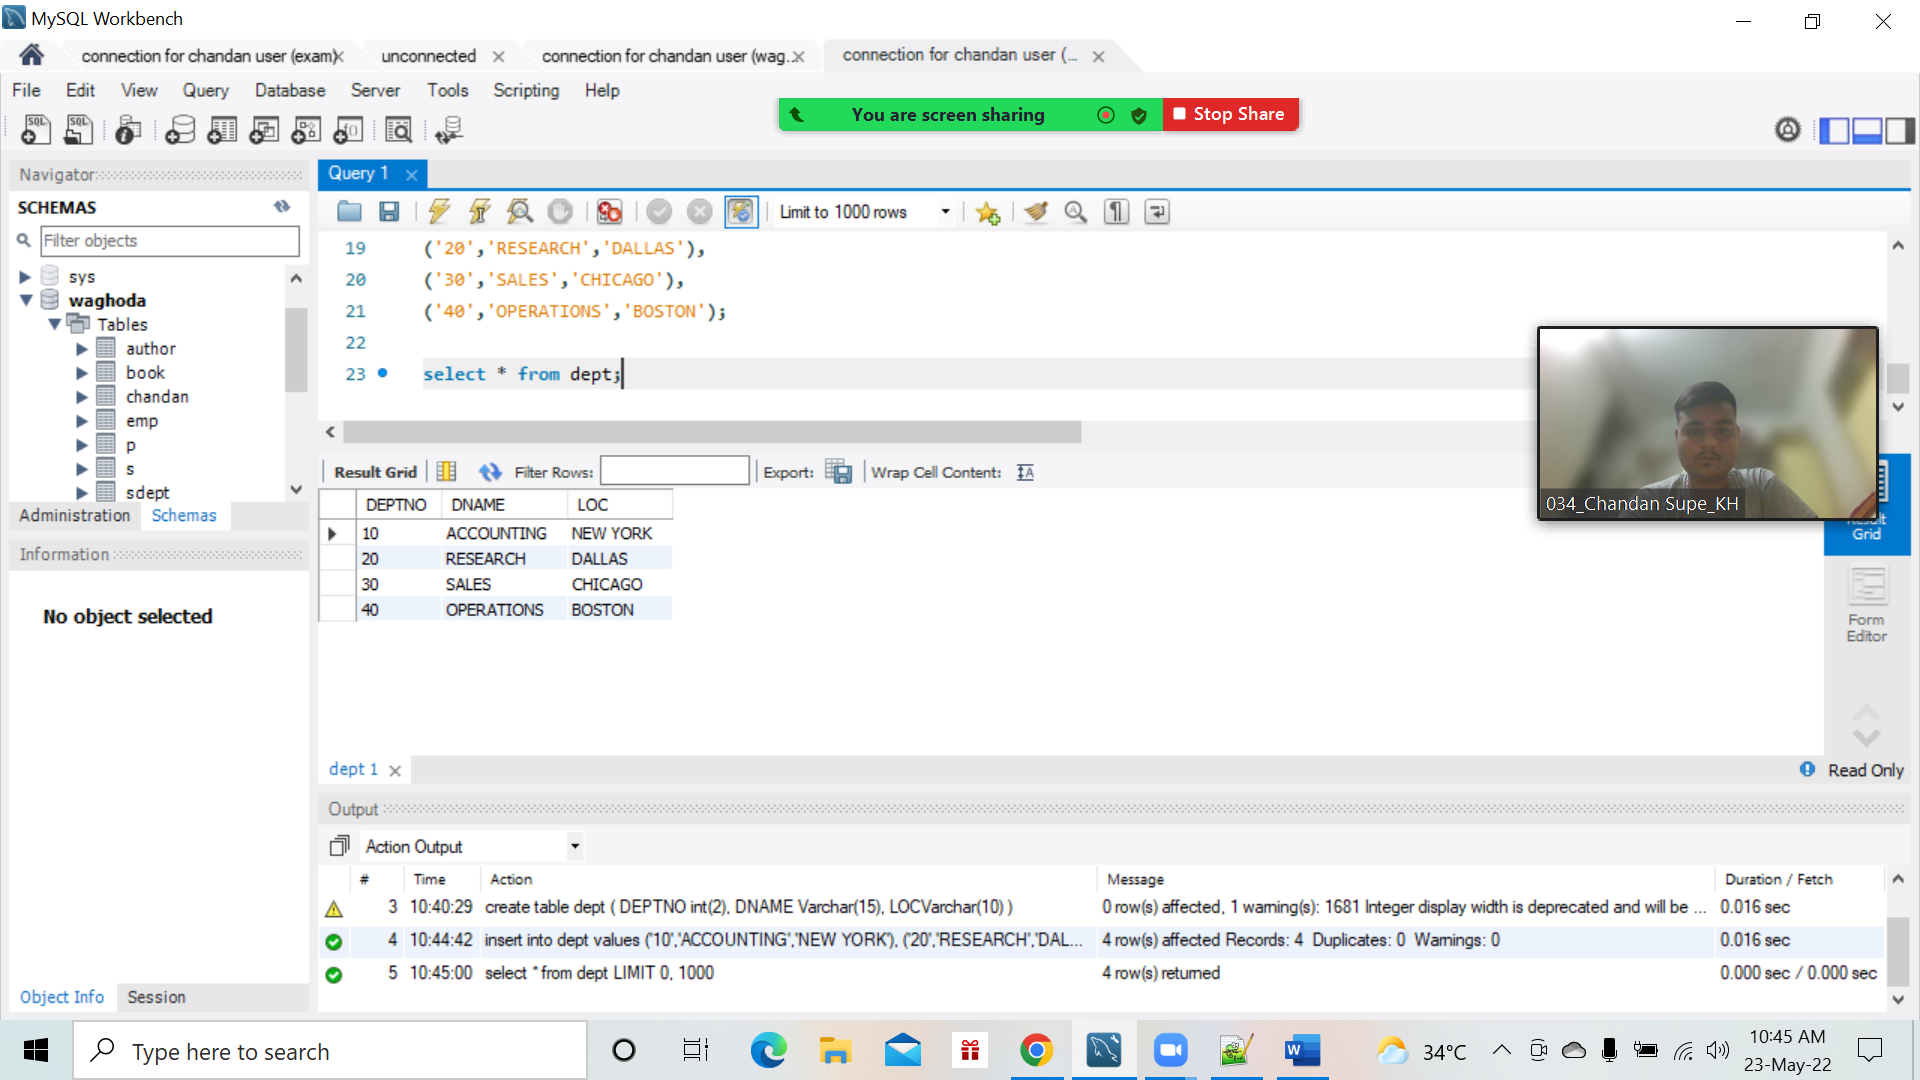 MySQL Workbench
connection for chandan user (exam)
unconnected
connection for chandan user (wag..
connection for chandan user (...
File Edit View Query Database Server Tools Scripting Help
You are screen sharing
Stop Share
Navigator
SCHEMAS
Filter objects
sys
waghoda
Tables
author
book
chandan
emp
p
s
sdept
Administration Schemas
Information
No object selected
Object Info Session
Query 1
Limit to 1000 rows
19 ('20','RESEARCH','DALLAS'),
20 ('30','SALES','CHICAGO'),
21 ('40','OPERATIONS','BOSTON');
22
23 select * from dept;
034_Chandan Supe_KH
Result Grid Filter Rows: Export: Wrap Cell Content:
DEPTNO DNAME LOC
10 ACCOUNTING NEW YORK
20 RESEARCH DALLAS
30 SALES CHICAGO
40 OPERATIONS BOSTON
Result
Grid
Form
Editor
dept 1
Read Only
Output
Action Output
# Time Action Message Duration / Fetch
3 10:40:29 create table dept ( DEPTNO int(2), DNAME Varchar(15), LOCVarchar(10) ) 0 row(s) affected, 1 warning(s): 1681 Integer display width is deprecated and will be ... 0.016 sec
4 10:44:42 insert into dept values ('10','ACCOUNTING','NEW YORK'), ('20','RESEARCH','DAL... 4 row(s) affected Records: 4 Duplicates: 0 Warnings: 0 0.016 sec
5 10:45:00 select * from dept LIMIT 0, 1000 4 row(s) returned 0.000 sec / 0.000 sec
Type here to search
34°C
10:45 AM
23-May-22